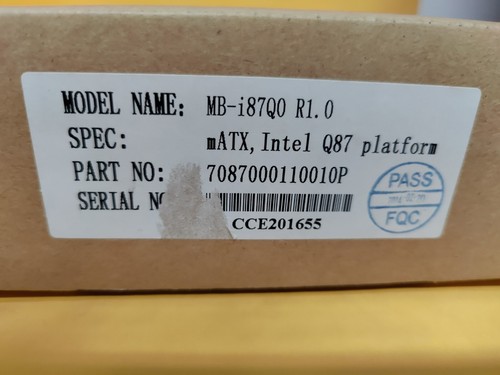 MODEL NAME: MB-i87Q0 R1.0
SPEC: mATX, Intel Q87 platform
PART NO: 7087000110010P
SERIAL NO
CCE201655
PASS
FQC